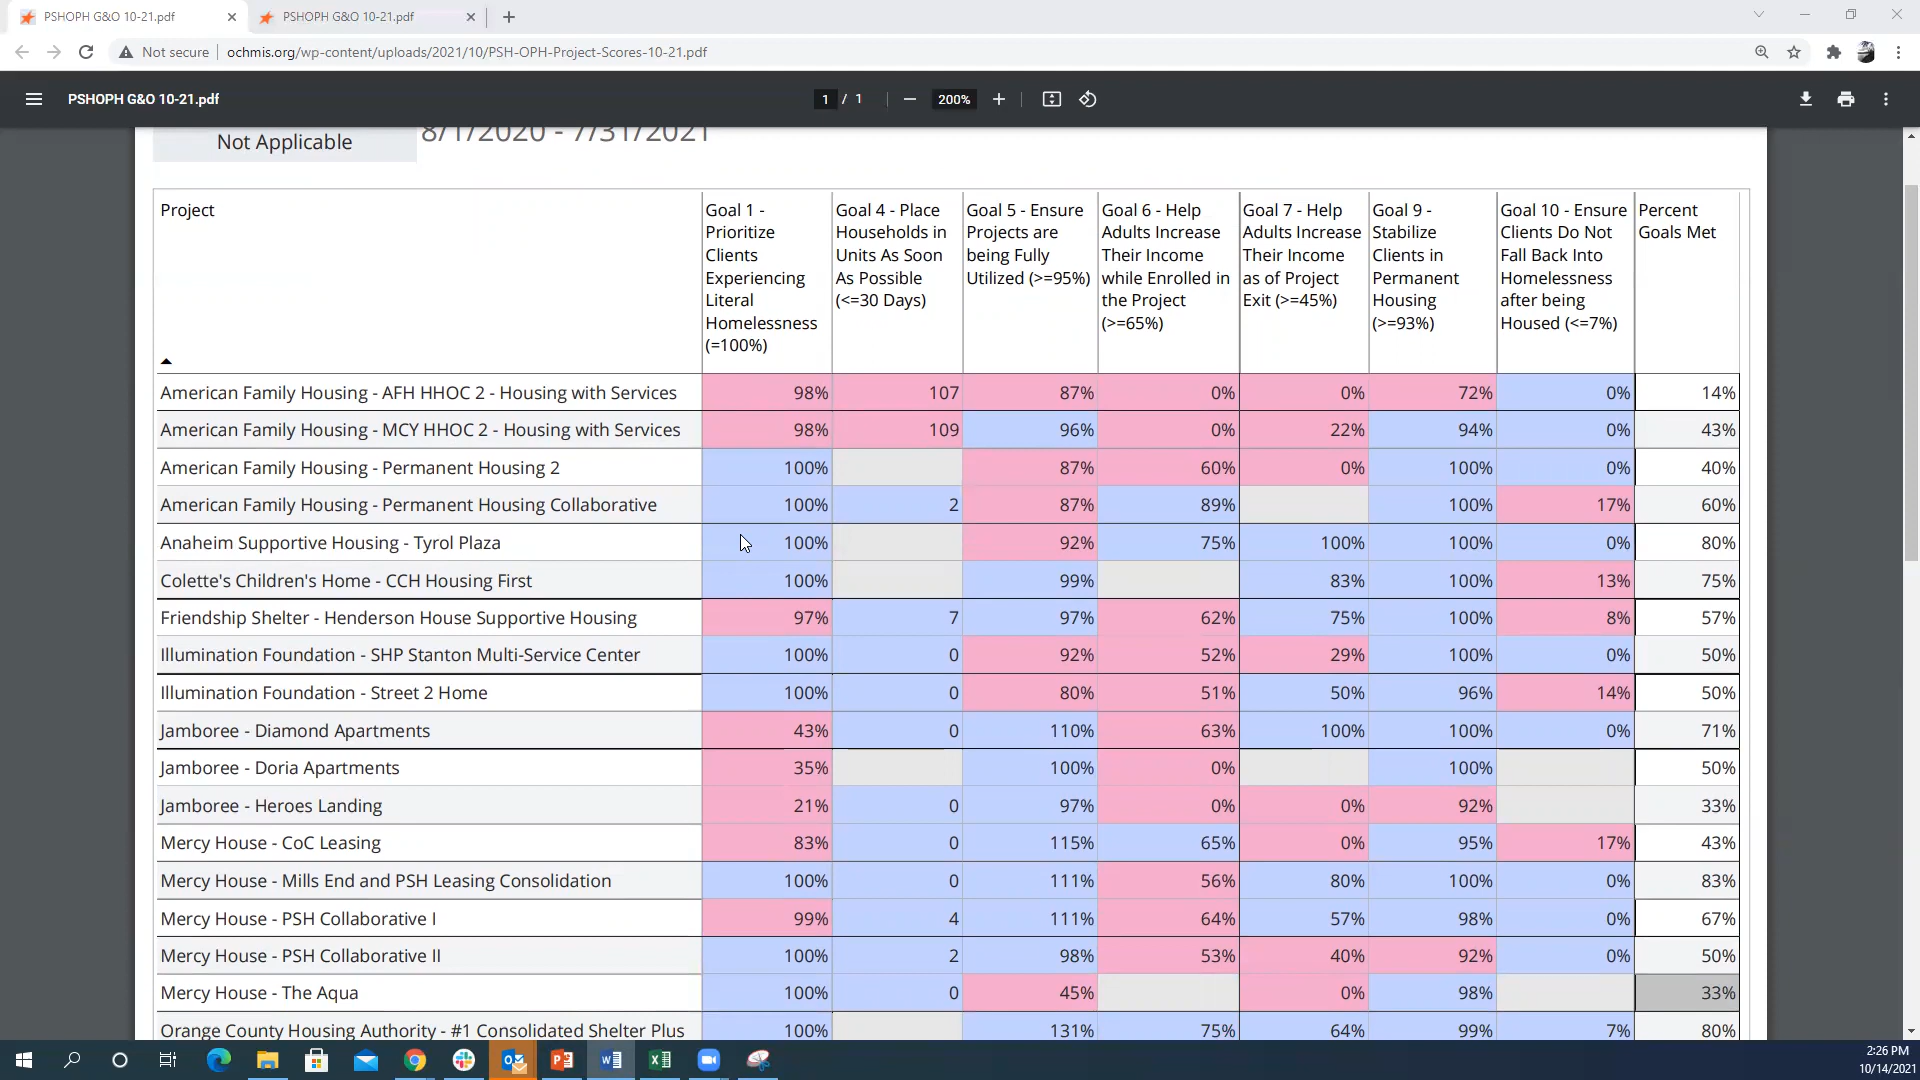 PSHOPH G&O 10-21.pdf
PSHOPH G&O 10-21.pdf
Not secure
ochmis.org/wp-content/uploads/2021/10/PSH-OPH-Project-Scores-10-21.pdf
PSHOPH G&O 10-21.pdf
1 / 1
200%
Not Applicable
8/1/2020 - 7/31/2021
Project
Goal 1 -
Prioritize
Clients
Experiencing
Literal
Homelessness
(=100%)
Goal 4 - Place
Households in
Units As Soon
As Possible
(<=30 Days)
Goal 5 - Ensure
Projects are
being Fully
Utilized (>=95%)
Goal 6 - Help
Adults Increase
Their Income
while Enrolled in
the Project
(>=65%)
Goal 7 - Help
Adults Increase
Their Income
as of Project
Exit (>=45%)
Goal 9 -
Stabilize
Clients in
Permanent
Housing
(>=93%)
Goal 10 - Ensure
Clients Do Not
Fall Back Into
Homelessness
after being
Housed (<=7%)
Percent
Goals Met
American Family Housing - AFH HHOC 2 - Housing with Services 98% 107 87% 0% 0% 72% 0% 14%
American Family Housing - MCY HHOC 2 - Housing with Services 98% 109 96% 0% 22% 94% 0% 43%
American Family Housing - Permanent Housing 2 100% 87% 60% 0% 100% 0% 40%
American Family Housing - Permanent Housing Collaborative 100% 2 87% 89% 100% 17% 60%
Anaheim Supportive Housing - Tyrol Plaza 100% 92% 75% 100% 100% 0% 80%
Colette's Children's Home - CCH Housing First 100% 99% 83% 100% 13% 75%
Friendship Shelter - Henderson House Supportive Housing 97% 7 97% 62% 75% 100% 8% 57%
Illumination Foundation - SHP Stanton Multi-Service Center 100% 0 92% 52% 29% 100% 0% 50%
Illumination Foundation - Street 2 Home 100% 0 80% 51% 50% 96% 14% 50%
Jamboree - Diamond Apartments 43% 0 110% 63% 100% 100% 0% 71%
Jamboree - Doria Apartments 35% 100% 0% 100% 50%
Jamboree - Heroes Landing 21% 0 97% 0% 0% 92% 33%
Mercy House - CoC Leasing 83% 0 115% 65% 0% 95% 17% 43%
Mercy House - Mills End and PSH Leasing Consolidation 100% 0 111% 56% 80% 100% 0% 83%
Mercy House - PSH Collaborative I 99% 4 111% 64% 57% 98% 0% 67%
Mercy House - PSH Collaborative II 100% 2 98% 53% 40% 92% 0% 50%
Mercy House - The Aqua 100% 0 45% 0% 98% 33%
Orange County Housing Authority - #1 Consolidated Shelter Plus 100% 131% 75% 64% 99% 7% 80%
2:26 PM
10/14/2021